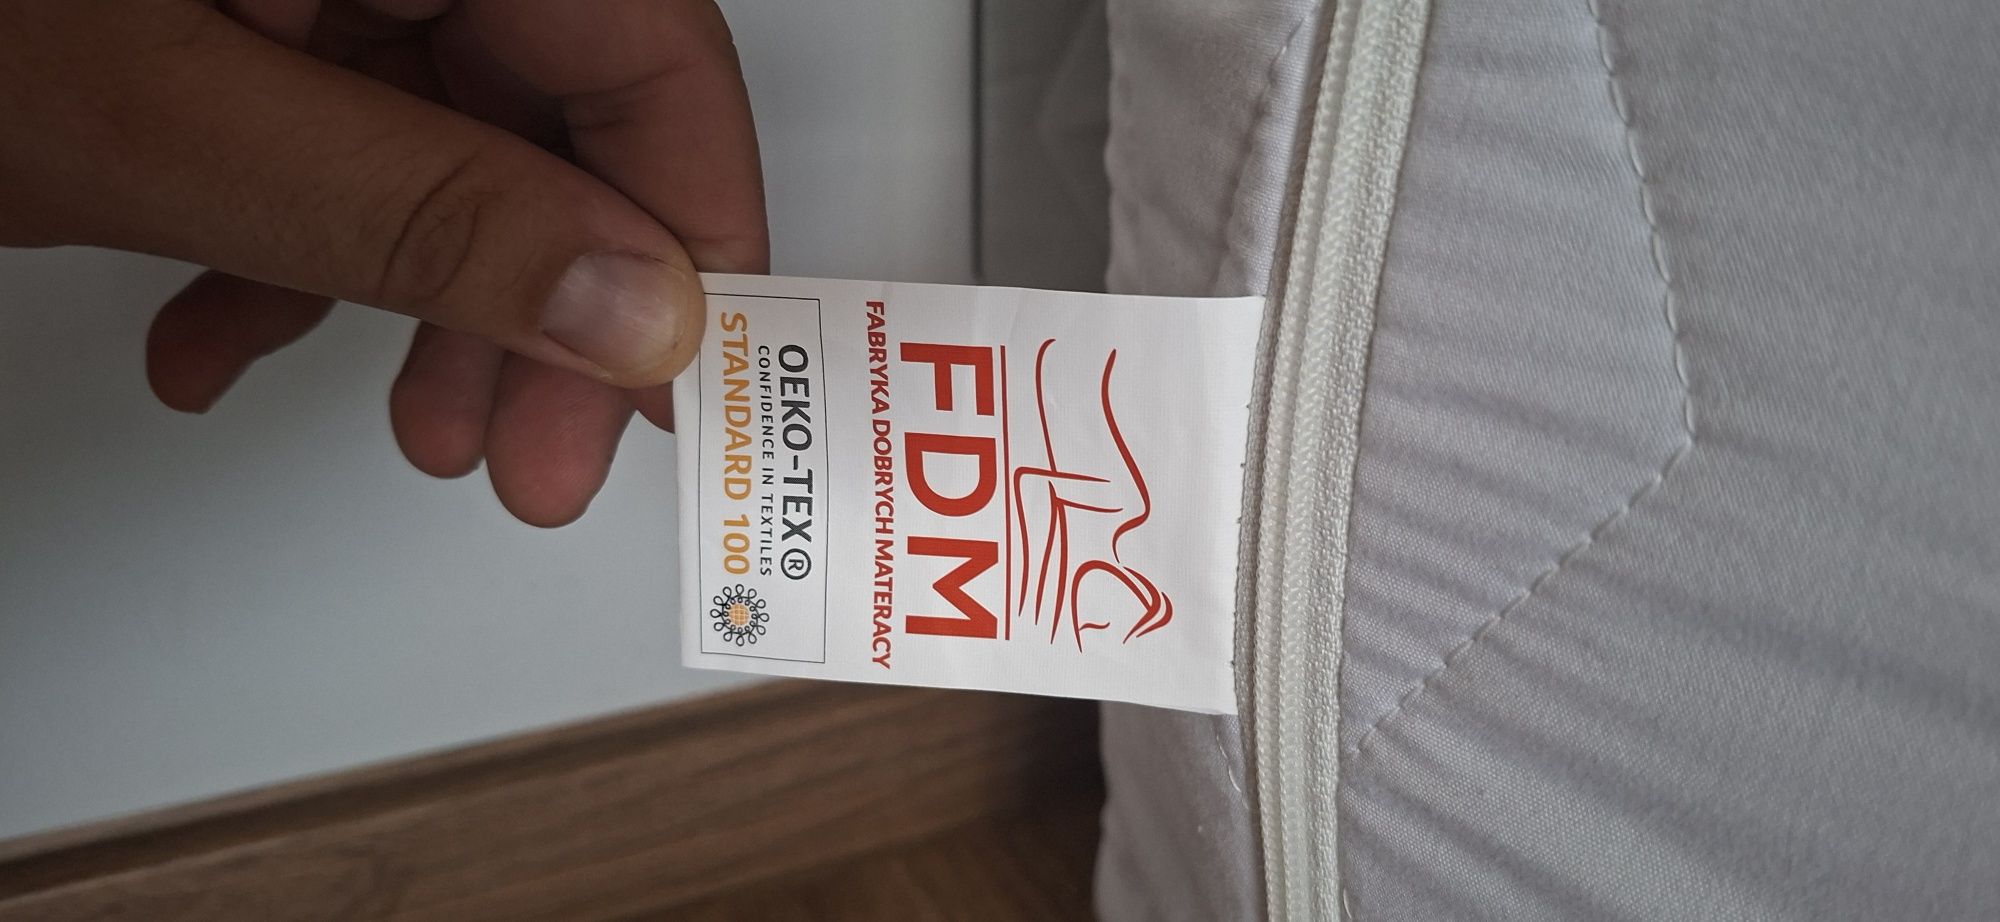 FDM
FABRYKA DOBRYCH MATERACY
OEKO-TEX®
CONFIDENCE IN TEXTILES
STANDARD 100